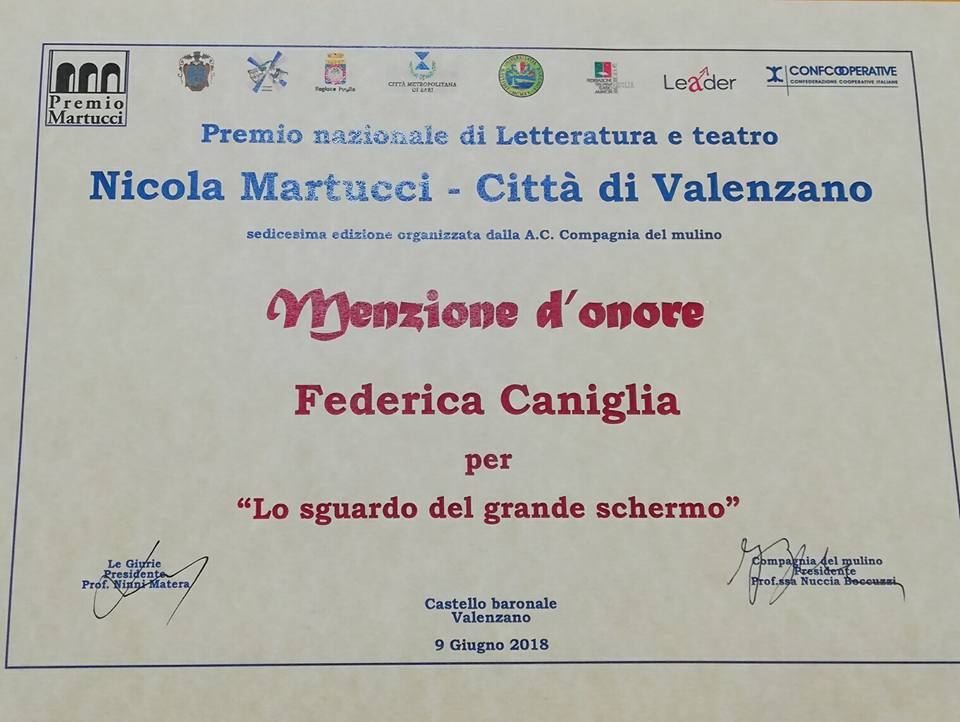 Premio
Martucci
Regione Puglia
CITTÀ METROPOLITANA
DI BARI
Leader
CONFCOOPERATIVE
CONFEDERAZIONE COOPERATIVE ITALIANE
Premio nazionale di Letteratura e teatro
Nicola Martucci - Città di Valenzano
sedicesima edizione organizzata dalla A.C. Compagnia del mulino
Menzione d'onore
Federica Caniglia
per
“Lo sguardo del grande schermo”
Le Giurie
Presidente
Prof. Ninni Matera
Compagnia del mulino
Presidente
Prof.ssa Nuccia Boccuzzi
Castello baronale
Valenzano
9 Giugno 2018